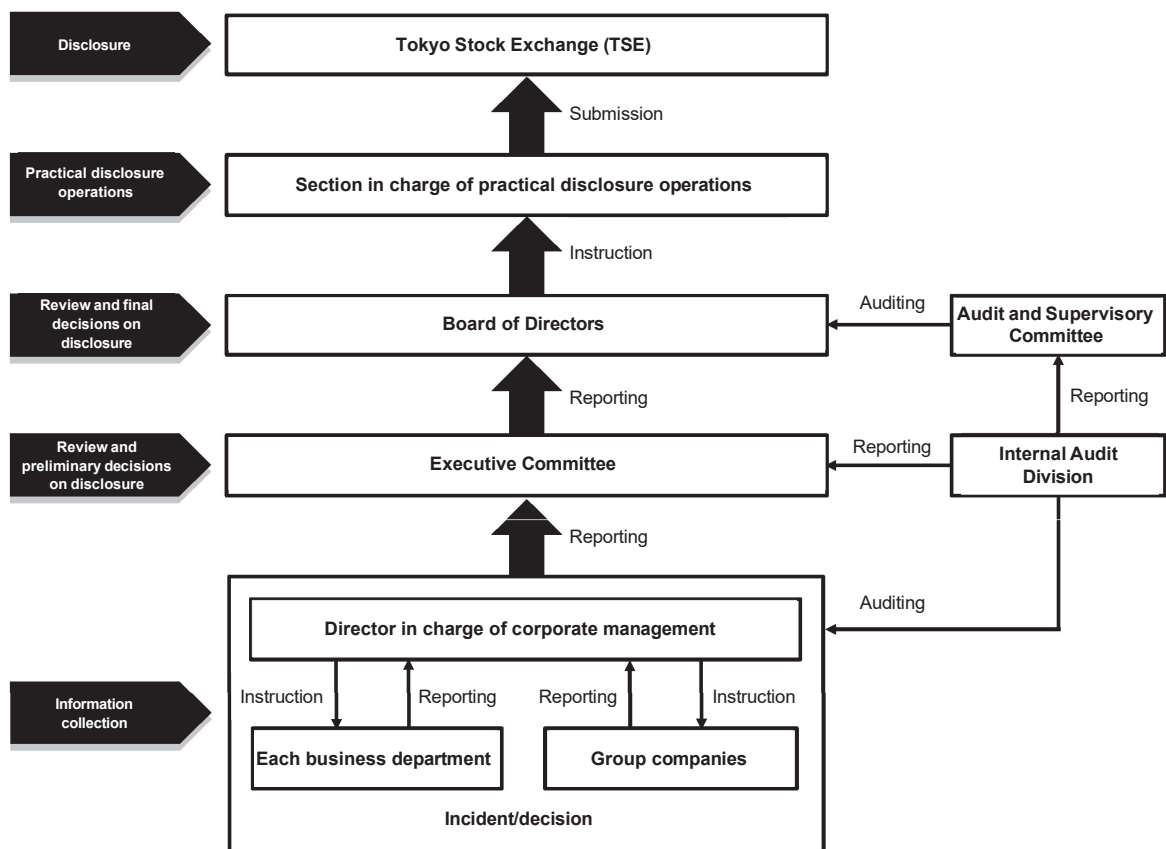 Disclosure
Tokyo Stock Exchange (TSE)
Submission
Practical disclosure
operations
Section in charge of practical disclosure operations
Instruction
Review and final
decisions on
disclosure
Board of Directors
Auditing
Audit and Supervisory
Committee
Reporting
Reporting
Review and
preliminary decisions
on disclosure
Executive Committee
Reporting
Internal Audit
Division
Reporting
Auditing
Director in charge of corporate management
Information
collection
Instruction
Reporting
Reporting
Instruction
Each business department
Group companies
Incident/decision